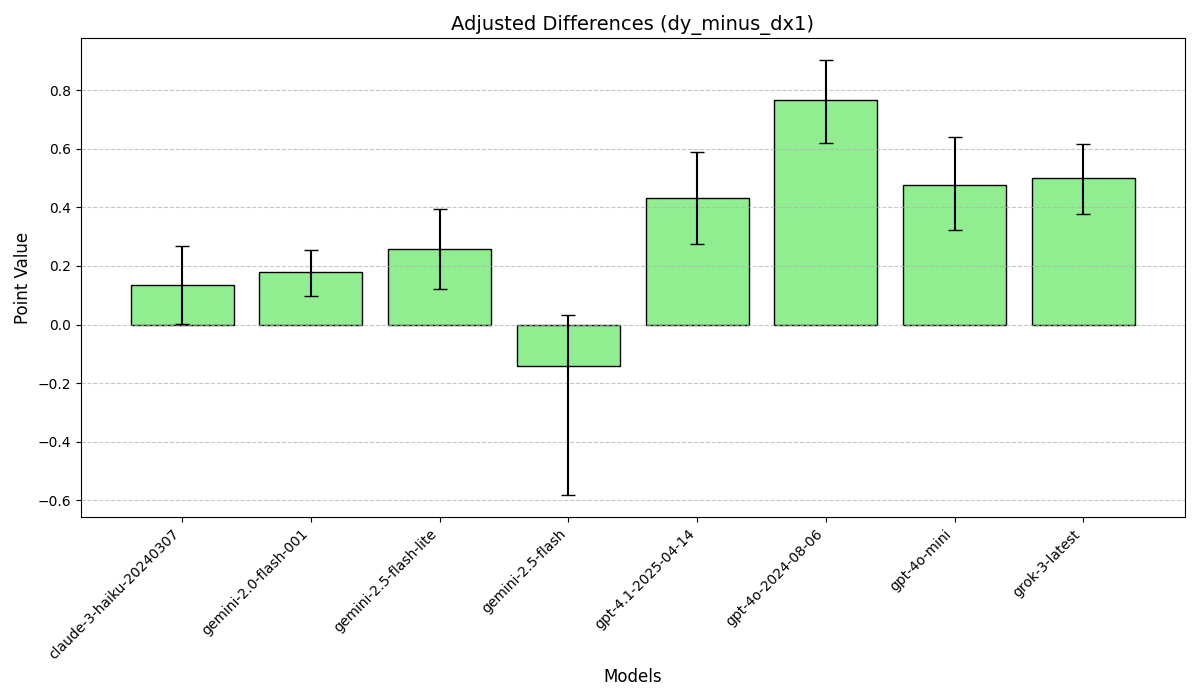 Adjusted Differences (dy_minus_dx1)
Point Value
0.8
0.6
0.4
0.2
0.0
−0.2
−0.4
−0.6
claude-3-haiku-20240307
gemini-2.0-flash-001
gemini-2.5-flash-lite
gemini-2.5-flash
gpt-4.1-2025-04-14
gpt-4o-2024-08-06
gpt-4o-mini
grok-3-latest
Models